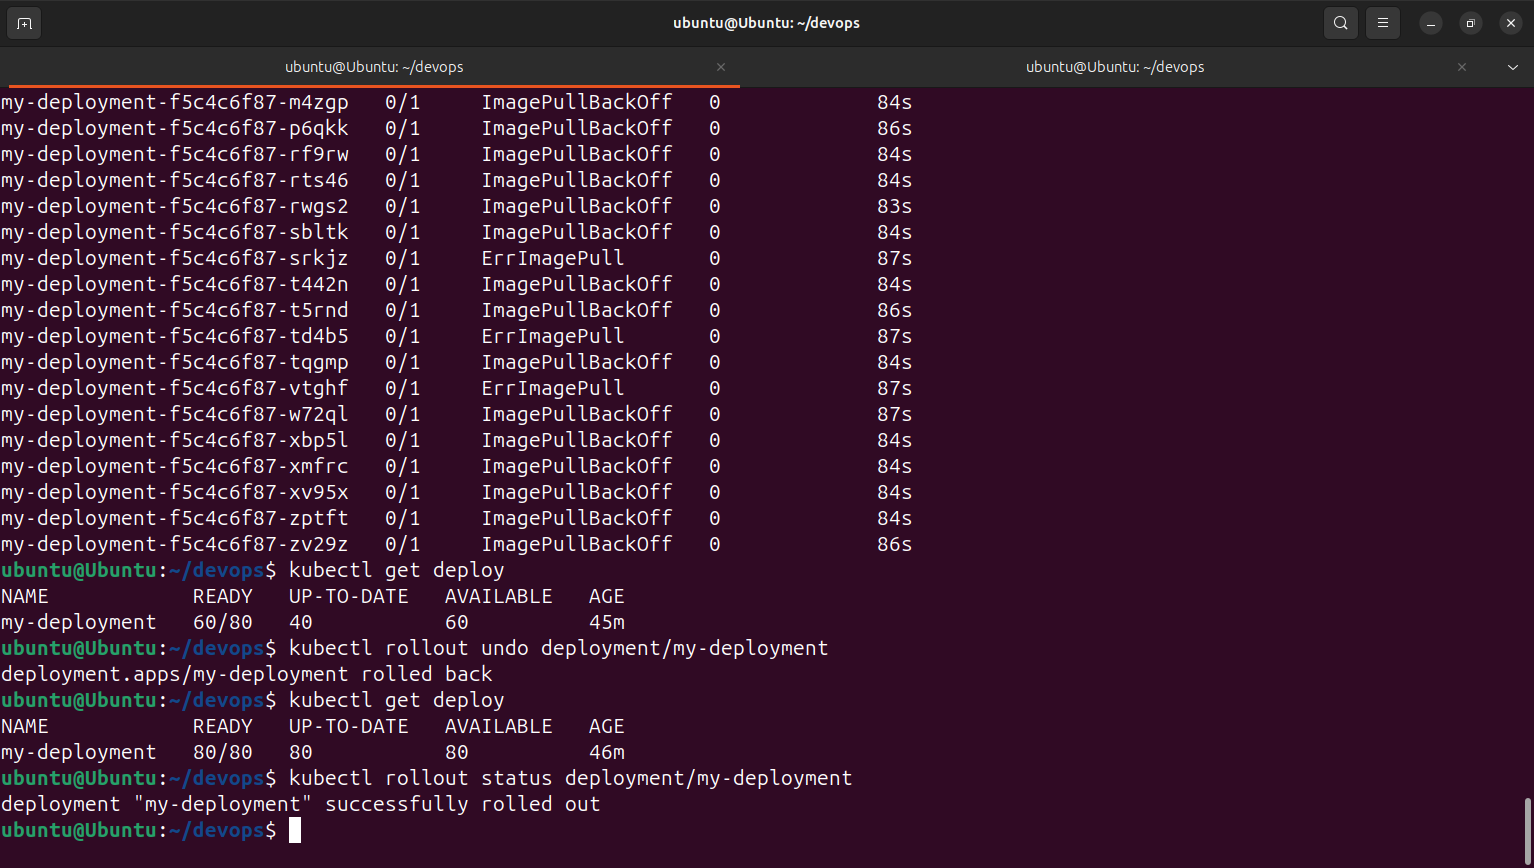 ubuntu@Ubuntu: ~/devops
ubuntu@Ubuntu: ~/devops
ubuntu@Ubuntu: ~/devops
my-deployment-f5c4c6f87-m4zgp   0/1     ImagePullBackOff   0             84s
my-deployment-f5c4c6f87-p6qkk   0/1     ImagePullBackOff   0             86s
my-deployment-f5c4c6f87-rf9rw   0/1     ImagePullBackOff   0             84s
my-deployment-f5c4c6f87-rts46   0/1     ImagePullBackOff   0             84s
my-deployment-f5c4c6f87-rwgs2   0/1     ImagePullBackOff   0             83s
my-deployment-f5c4c6f87-sbltk   0/1     ImagePullBackOff   0             84s
my-deployment-f5c4c6f87-srkjz   0/1     ErrImagePull       0             87s
my-deployment-f5c4c6f87-t442n   0/1     ImagePullBackOff   0             84s
my-deployment-f5c4c6f87-t5rnd   0/1     ImagePullBackOff   0             86s
my-deployment-f5c4c6f87-td4b5   0/1     ErrImagePull       0             87s
my-deployment-f5c4c6f87-tqgmp   0/1     ImagePullBackOff   0             84s
my-deployment-f5c4c6f87-vtghf   0/1     ErrImagePull       0             87s
my-deployment-f5c4c6f87-w72ql   0/1     ImagePullBackOff   0             87s
my-deployment-f5c4c6f87-xbp5l   0/1     ImagePullBackOff   0             84s
my-deployment-f5c4c6f87-xmfrc   0/1     ImagePullBackOff   0             84s
my-deployment-f5c4c6f87-xv95x   0/1     ImagePullBackOff   0             84s
my-deployment-f5c4c6f87-zptft   0/1     ImagePullBackOff   0             84s
my-deployment-f5c4c6f87-zv29z   0/1     ImagePullBackOff   0             86s
ubuntu@Ubuntu:~/devops$ kubectl get deploy
NAME            READY   UP-TO-DATE   AVAILABLE   AGE
my-deployment   60/80   40           60          45m
ubuntu@Ubuntu:~/devops$ kubectl rollout undo deployment/my-deployment
deployment.apps/my-deployment rolled back
ubuntu@Ubuntu:~/devops$ kubectl get deploy
NAME            READY   UP-TO-DATE   AVAILABLE   AGE
my-deployment   80/80   80           80          46m
ubuntu@Ubuntu:~/devops$ kubectl rollout status deployment/my-deployment
deployment "my-deployment" successfully rolled out
ubuntu@Ubuntu:~/devops$